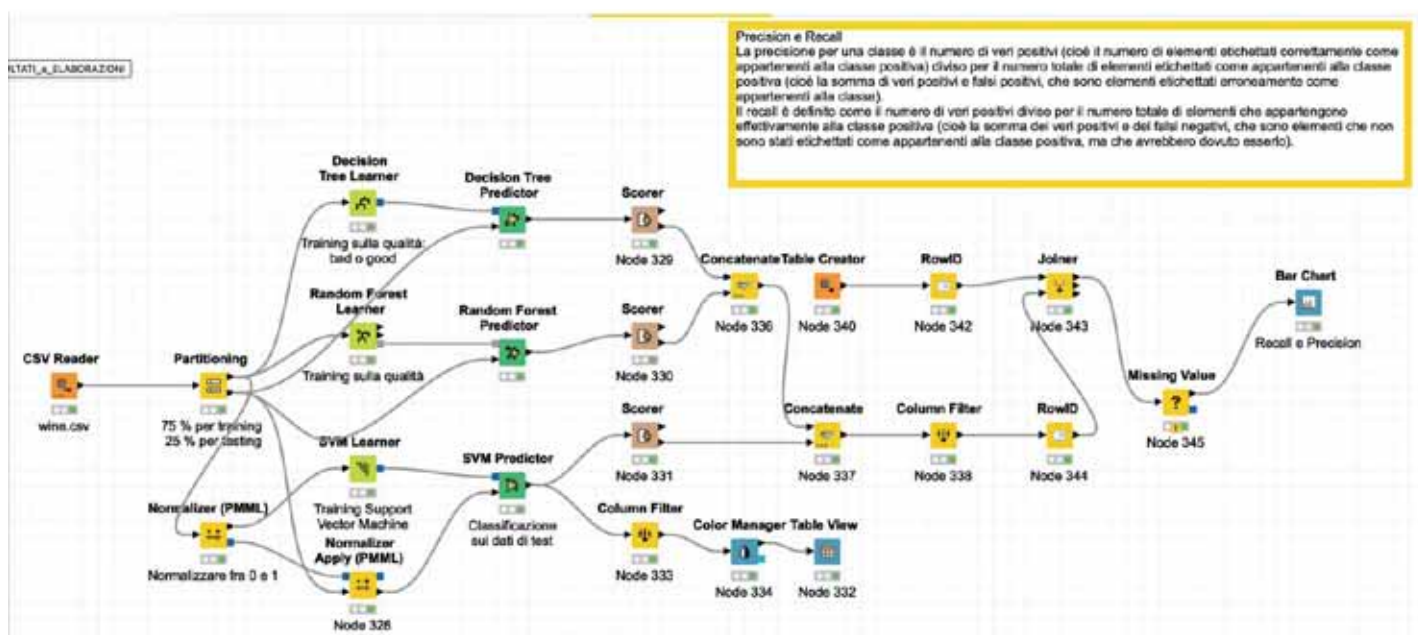 Precision e Recall
La precisione per una classe è il numero di veri positivi (cioè il numero di elementi etichettati correttamente come
appartenenti alla classe positiva) diviso per il numero totale di elementi etichettati come appartenenti alla classe
positiva (cioè la somma di veri positivi e falsi positivi, che sono elementi etichettati erroneamente come
appartenenti alla classe).
Il recall è definito come il numero di veri positivi diviso per il numero totale di elementi che appartengono
effettivamente alla classe positiva (cioè la somma dei veri positivi e dei falsi negativi, che sono elementi che non
sono stati etichettati come appartenenti alla classe positiva, ma che avrebbero dovuto esserlo).
LTATI_e_ELABORAZIONI
Decision
Tree Learner
Training sulla qualità:
bad o good
Decision Tree
Predictor
Scorer
Node 329
Concatenate
Node 336
Table Creator
Node 340
RowID
Node 342
Joiner
Node 343
Bar Chart
Recall e Precision
Random Forest
Learner
Training sulla qualità
Random Forest
Predictor
Scorer
Node 330
CSV Reader
wine.csv
Partitioning
75 % per training
25 % per testing
Missing Value
Node 345
SVM Learner
Training Support
Vector Machine
SVM Predictor
Classificazione
sui dati di test
Scorer
Node 331
Concatenate
Node 337
Column Filter
Node 338
RowID
Node 344
Normalizer (PMML)
Normalizzare fra 0 e 1
Normalizer
Apply (PMML)
Node 328
Column Filter
Node 333
Color Manager
Node 334
Table View
Node 332